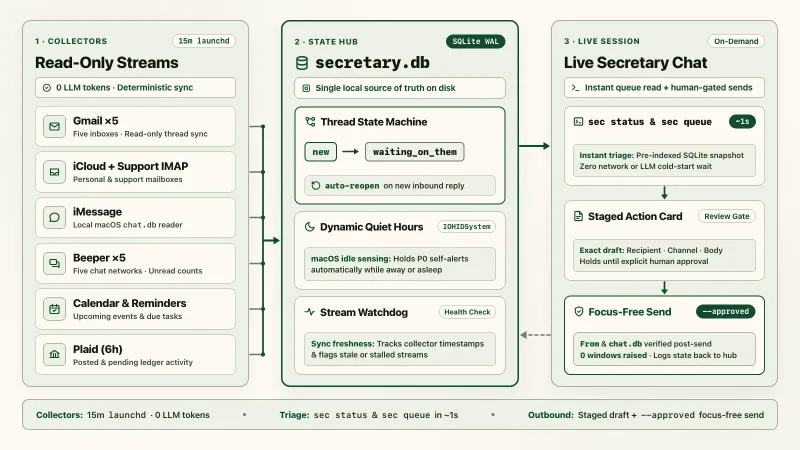 1 · COLLECTORS
15m launchd
Read-Only Streams
0 LLM tokens · Deterministic sync
Gmail ×5
Five inboxes · Read-only thread sync
iCloud + Support IMAP
Personal & support mailboxes
iMessage
Local macOS chat.db reader
Beeper ×5
Five chat networks · Unread counts
Calendar & Reminders
Upcoming events & due tasks
Plaid (6h)
Posted & pending ledger activity
2 · STATE HUB
SQLite WAL
secretary.db
Single local source of truth on disk
Thread State Machine
new
waiting_on_them
auto-reopen on new inbound reply
Dynamic Quiet Hours
IOHIDSystem
macOS idle sensing: Holds P0 self-alerts
automatically while away or asleep
Stream Watchdog
Health Check
Sync freshness: Tracks collector timestamps
& flags stale or stalled streams
3 · LIVE SESSION
On-Demand
Live Secretary Chat
Instant queue read + human-gated sends
sec status & sec queue
~1s
Instant triage: Pre-indexed SQLite snapshot
Zero network or LLM cold-start wait
Staged Action Card
Review Gate
Exact draft: Recipient · Channel · Body
Holds until explicit human approval
Focus-Free Send
--approved
From & chat.db verified post-send
0 windows raised · Logs state back to hub
Collectors: 15m launchd · 0 LLM tokens • Triage: sec status & sec queue in ~1s • Outbound: Staged draft + --approved focus-free send